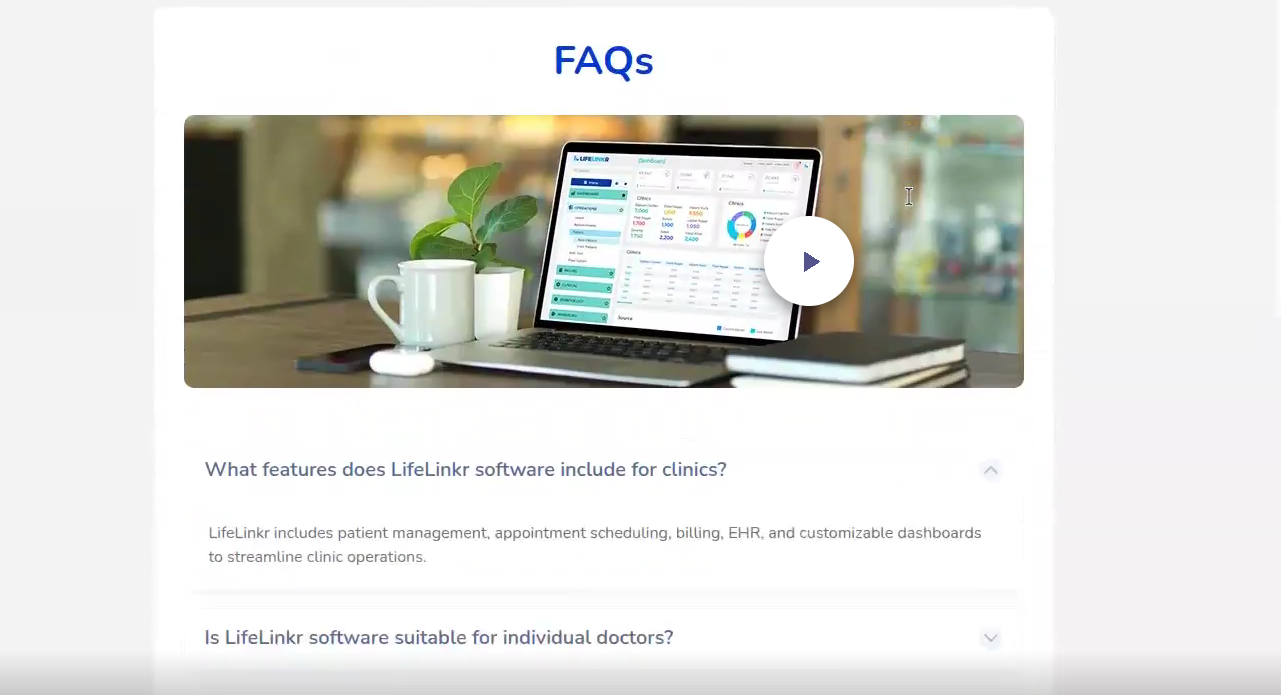 FAQs
LIFELINKR
Dashboard
Clinics
Clinics
Clinics
Source
What features does LifeLinkr software include for clinics?
LifeLinkr includes patient management, appointment scheduling, billing, EHR, and customizable dashboards
to streamline clinic operations.
Is LifeLinkr software suitable for individual doctors?